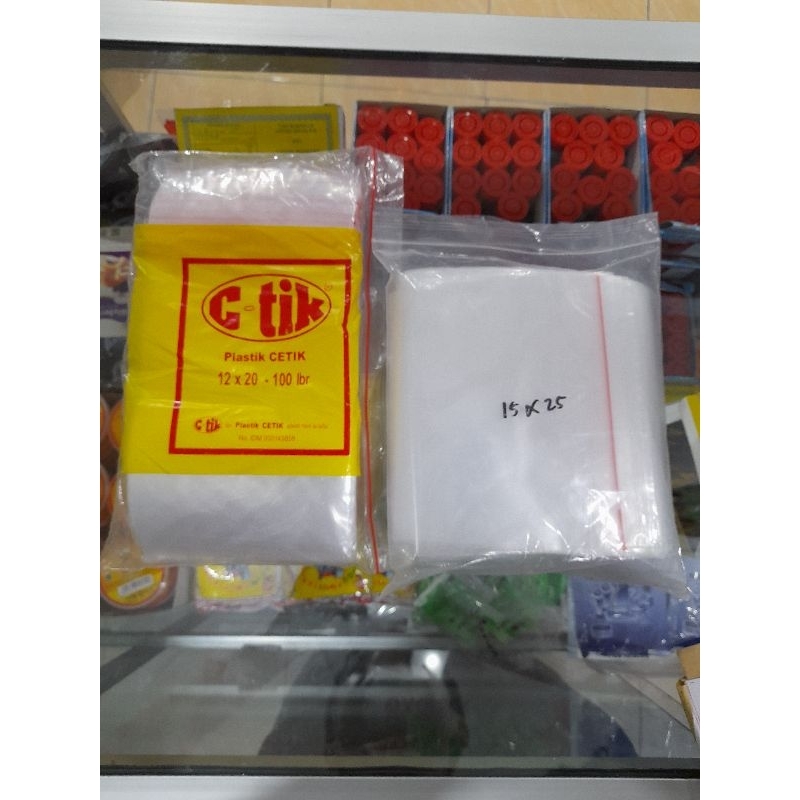 C-tik
Plastik CETIK
12 x 20 - 100 lbr
C-tik Plastik CETIK
15 x 25